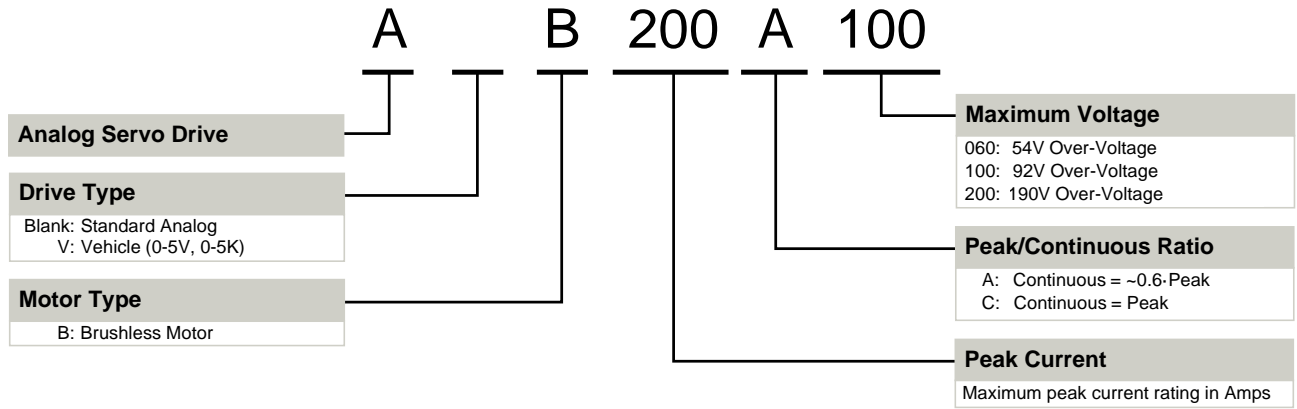 A B 200 A 100
Analog Servo Drive
Drive Type
Blank: Standard Analog
V: Vehicle (0-5V, 0-5K)
Motor Type
B: Brushless Motor
Maximum Voltage
060: 54V Over-Voltage
100: 92V Over-Voltage
200: 190V Over-Voltage
Peak/Continuous Ratio
A: Continuous = ~0.6·Peak
C: Continuous = Peak
Peak Current
Maximum peak current rating in Amps